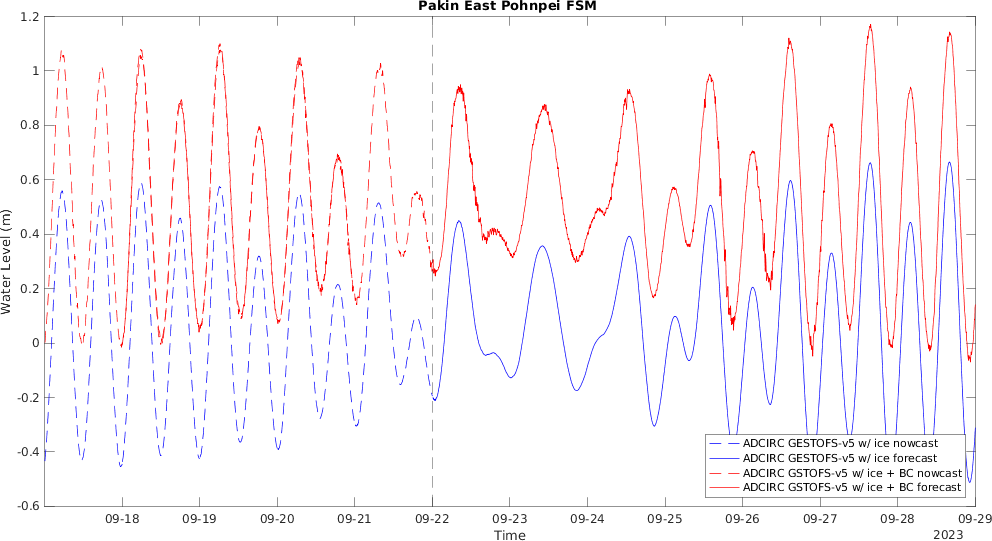 Pakin East Pohnpei FSM
1.2
1
0.8
0.6
0.4
0.2
0
-0.2
-0.4
-0.6
Water Level (m)
ADCIRC GESTOFS-v5 w/ ice nowcast
ADCIRC GESTOFS-v5 w/ ice forecast
ADCIRC GSTOFS-v5 w/ ice + BC nowcast
ADCIRC GSTOFS-v5 w/ ice + BC forecast
09-18 09-19 09-20 09-21 09-22 09-23 09-24 09-25 09-26 09-27 09-28 09-29
Time
2023